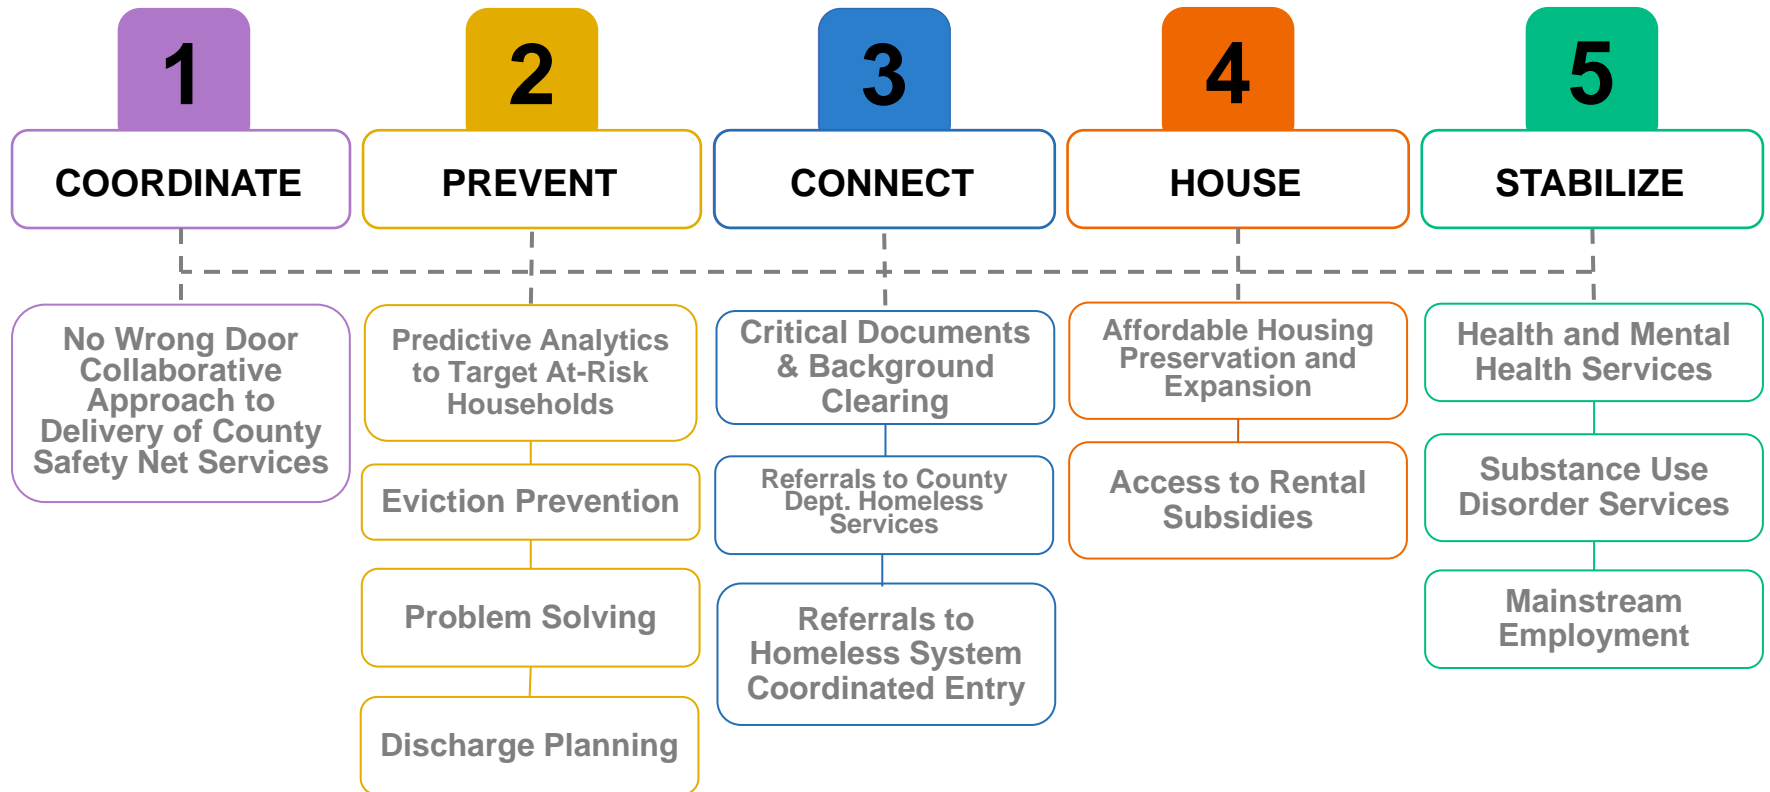 1
COORDINATE
No Wrong Door
Collaborative
Approach to
Delivery of County
Safety Net Services
2
PREVENT
Predictive Analytics
to Target At-Risk
Households
Eviction Prevention
Problem Solving
Discharge Planning
3
CONNECT
Critical Documents
& Background
Clearing
Referrals to County
Dept. Homeless
Services
Referrals to
Homeless System
Coordinated Entry
4
HOUSE
Affordable Housing
Preservation and
Expansion
Access to Rental
Subsidies
5
STABILIZE
Health and Mental
Health Services
Substance Use
Disorder Services
Mainstream
Employment